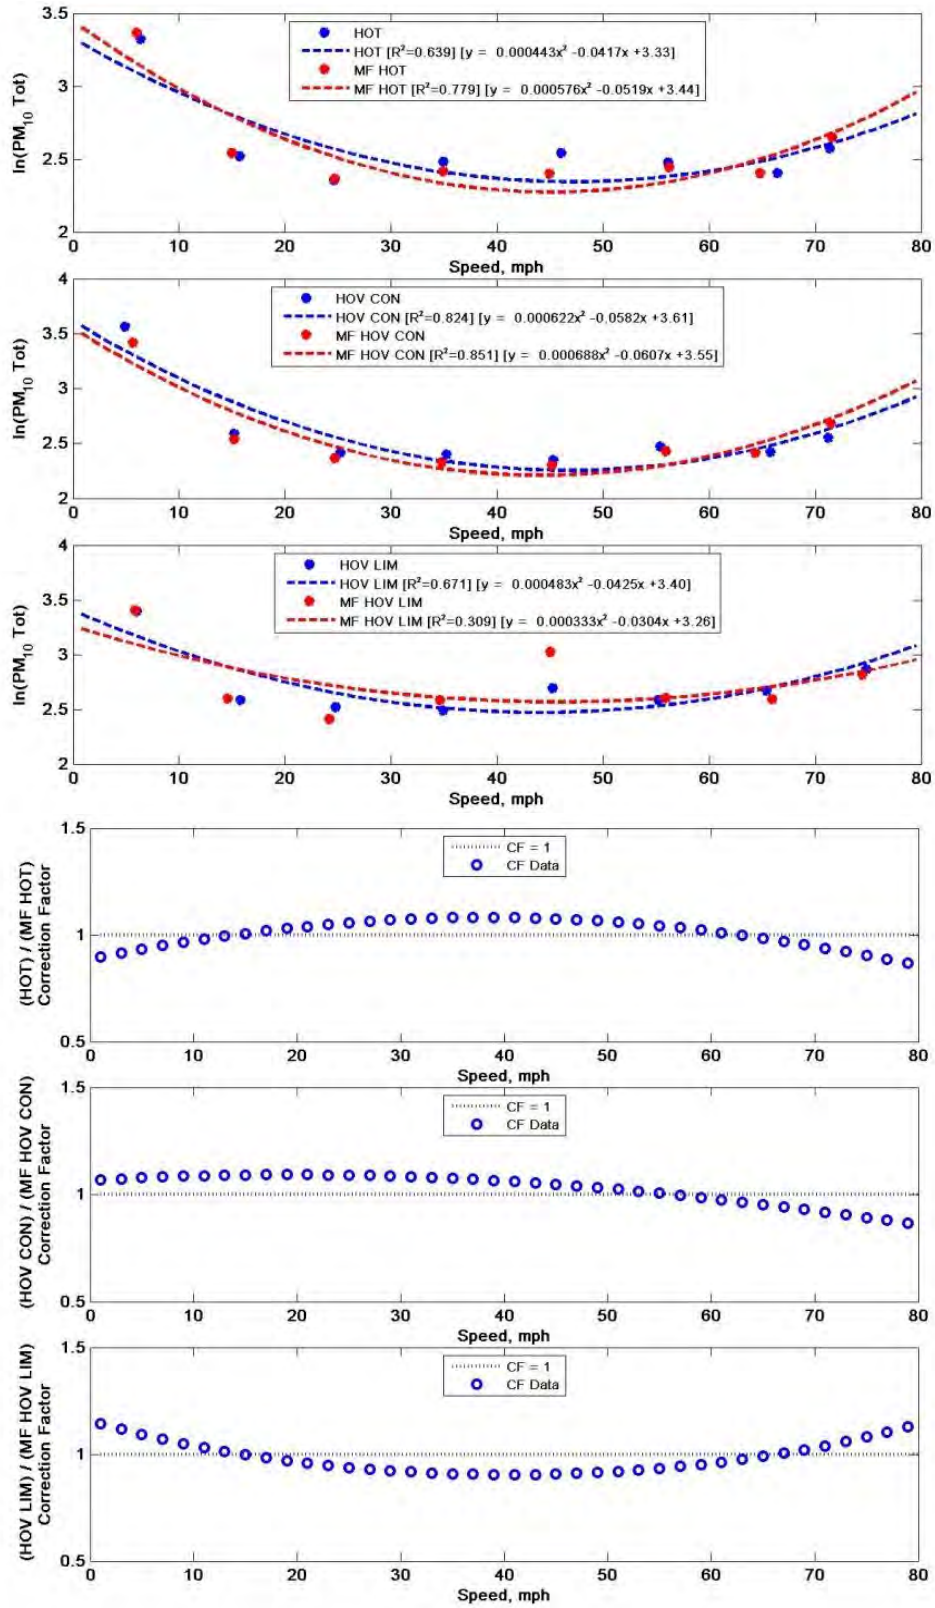 3.5
3
2.5
2
ln(PM₁₀ Tot)
HOT
HOT [R²=0.639] [y = 0.000443x² -0.0417x +3.33]
MF HOT
MF HOT [R²=0.779] [y = 0.000576x² -0.0519x +3.44]
0 10 20 30 40 50 60 70 80
Speed, mph
4
3.5
3
2.5
2
ln(PM₁₀ Tot)
HOV CON
HOV CON [R²=0.824] [y = 0.000622x² -0.0582x +3.61]
MF HOV CON
MF HOV CON [R²=0.851] [y = 0.000688x² -0.0607x +3.55]
0 10 20 30 40 50 60 70 80
Speed, mph
4
3.5
3
2.5
2
ln(PM₁₀ Tot)
HOV LIM
HOV LIM [R²=0.671] [y = 0.000483x² -0.0425x +3.40]
MF HOV LIM
MF HOV LIM [R²=0.309] [y = 0.000333x² -0.0304x +3.26]
0 10 20 30 40 50 60 70 80
Speed, mph
1.5
1
0.5
(HOT) / (MF HOT)
Correction Factor
CF = 1
CF Data
0 10 20 30 40 50 60 70 80
Speed, mph
1.5
1
0.5
(HOV CON) / (MF HOV CON)
Correction Factor
CF = 1
CF Data
0 10 20 30 40 50 60 70 80
Speed, mph
1.5
1
0.5
(HOV LIM) / (MF HOV LIM)
Correction Factor
CF = 1
CF Data
0 10 20 30 40 50 60 70 80
Speed, mph